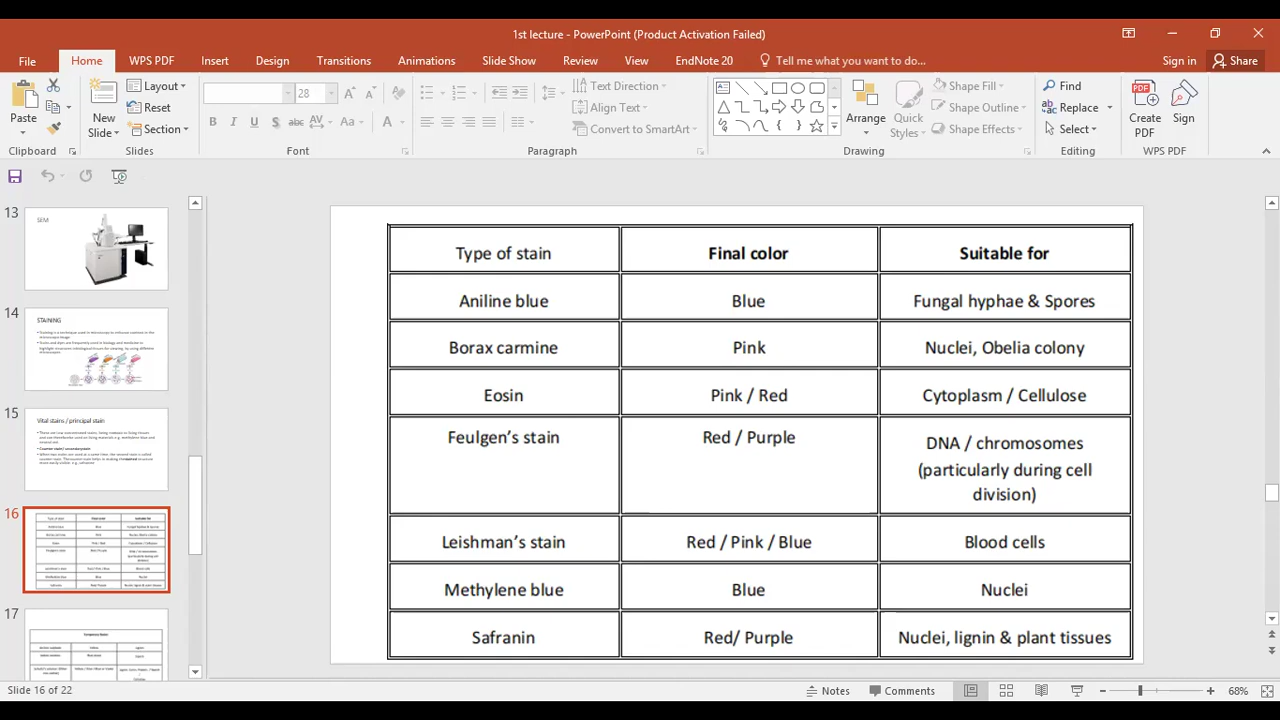 1st lecture - PowerPoint (Product Activation Failed)
File Home WPS PDF Insert Design Transitions Animations Slide Show Review View EndNote 20 Tell me what you want to do... Sign in Share
Paste New Slide Layout Reset Section 28 Text Direction Align Text Convert to SmartArt Arrange Quick Styles Shape Fill Shape Outline Shape Effects Find Replace Select Create PDF Sign
Clipboard Slides Font Paragraph Drawing Editing WPS PDF
13
SEM
14
STAINING
15
Vital stains / principal stain
16
17
Type of stain Final color Suitable for
Aniline blue Blue Fungal hyphae & Spores
Borax carmine Pink Nuclei, Obelia colony
Eosin Pink / Red Cytoplasm / Cellulose
Feulgen’s stain Red / Purple DNA / chromosomes
(particularly during cell
division)
Leishman’s stain Red / Pink / Blue Blood cells
Methylene blue Blue Nuclei
Safranin Red/ Purple Nuclei, lignin & plant tissues
Slide 16 of 22 Notes Comments 68%